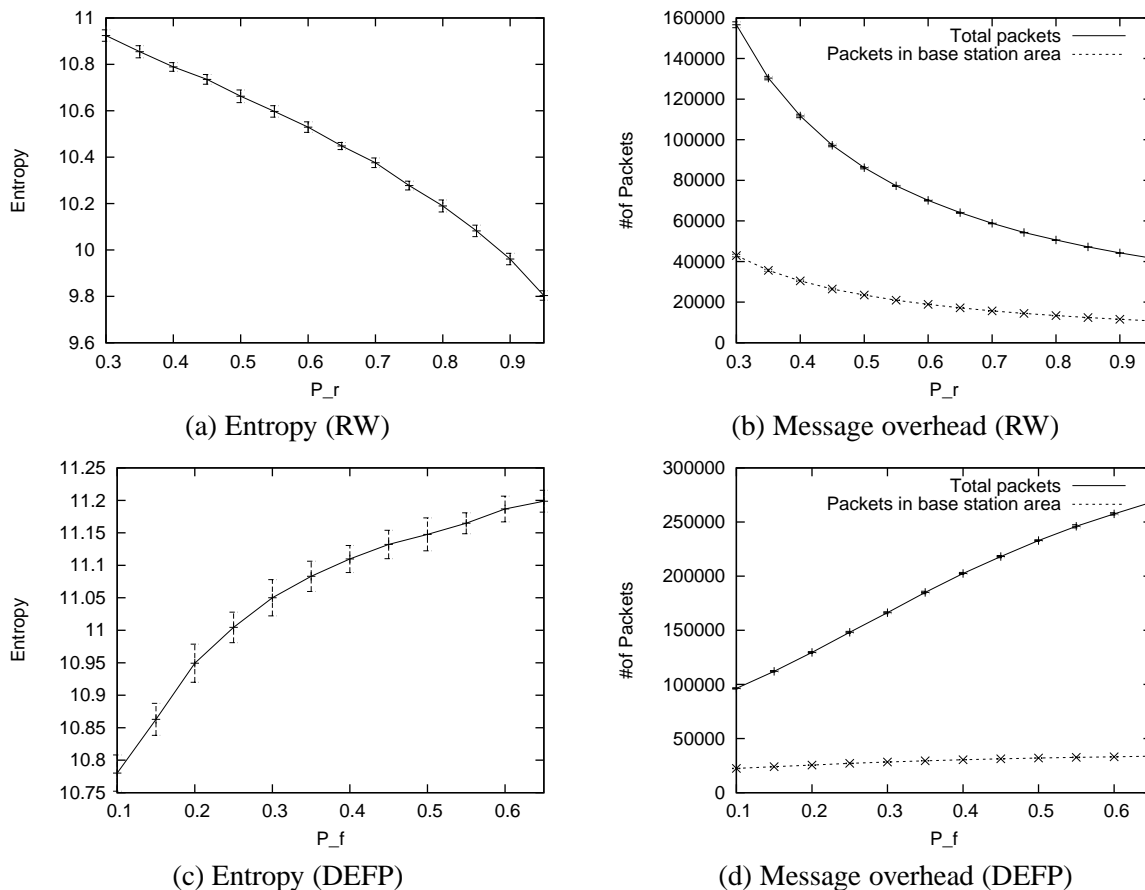 11
10.8
10.6
10.4
10.2
10
9.8
9.6
Entropy
0.3 0.4 0.5 0.6 0.7 0.8 0.9
P_r
(a) Entropy (RW)
160000
140000
120000
100000
80000
60000
40000
20000
0
#of Packets
Total packets
Packets in base station area
0.3 0.4 0.5 0.6 0.7 0.8 0.9
P_r
(b) Message overhead (RW)
11.25
11.2
11.15
11.1
11.05
11
10.95
10.9
10.85
10.8
10.75
Entropy
0.1 0.2 0.3 0.4 0.5 0.6
P_f
(c) Entropy (DEFP)
300000
250000
200000
150000
100000
50000
0
#of Packets
Total packets
Packets in base station area
0.1 0.2 0.3 0.4 0.5 0.6
P_f
(d) Message overhead (DEFP)